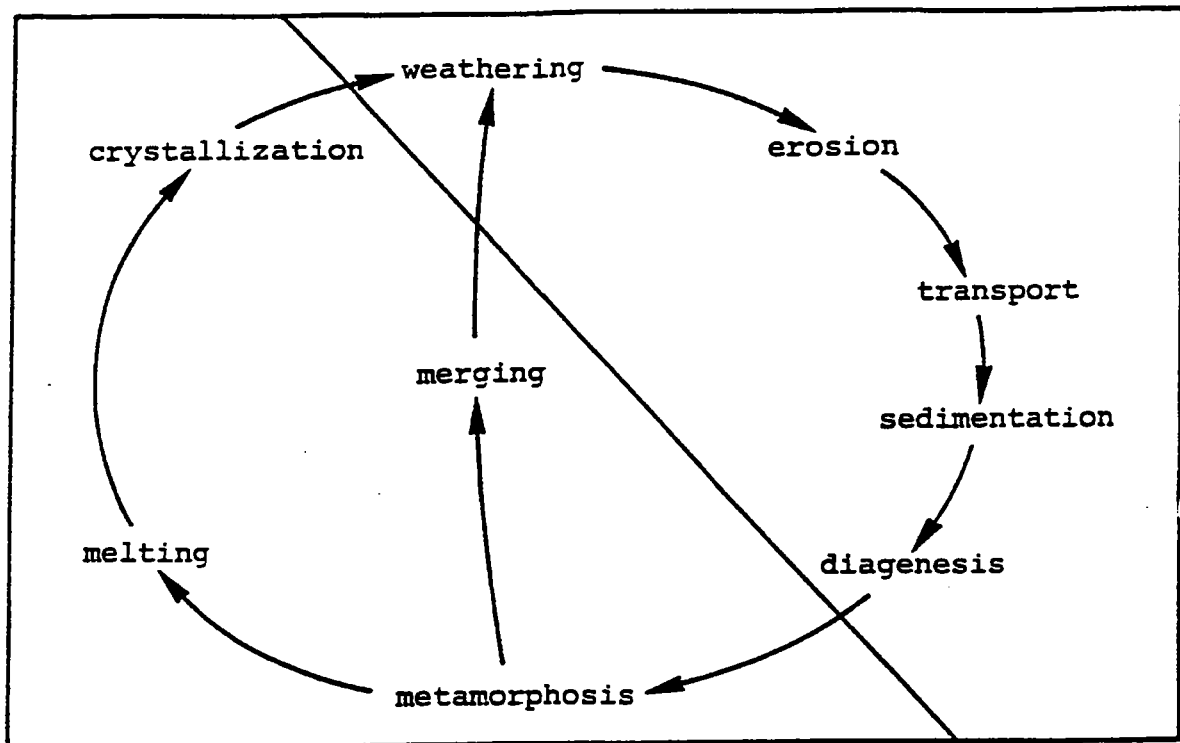 weathering
crystallization
erosion
transport
merging
sedimentation
melting
diagenesis
metamorphosis